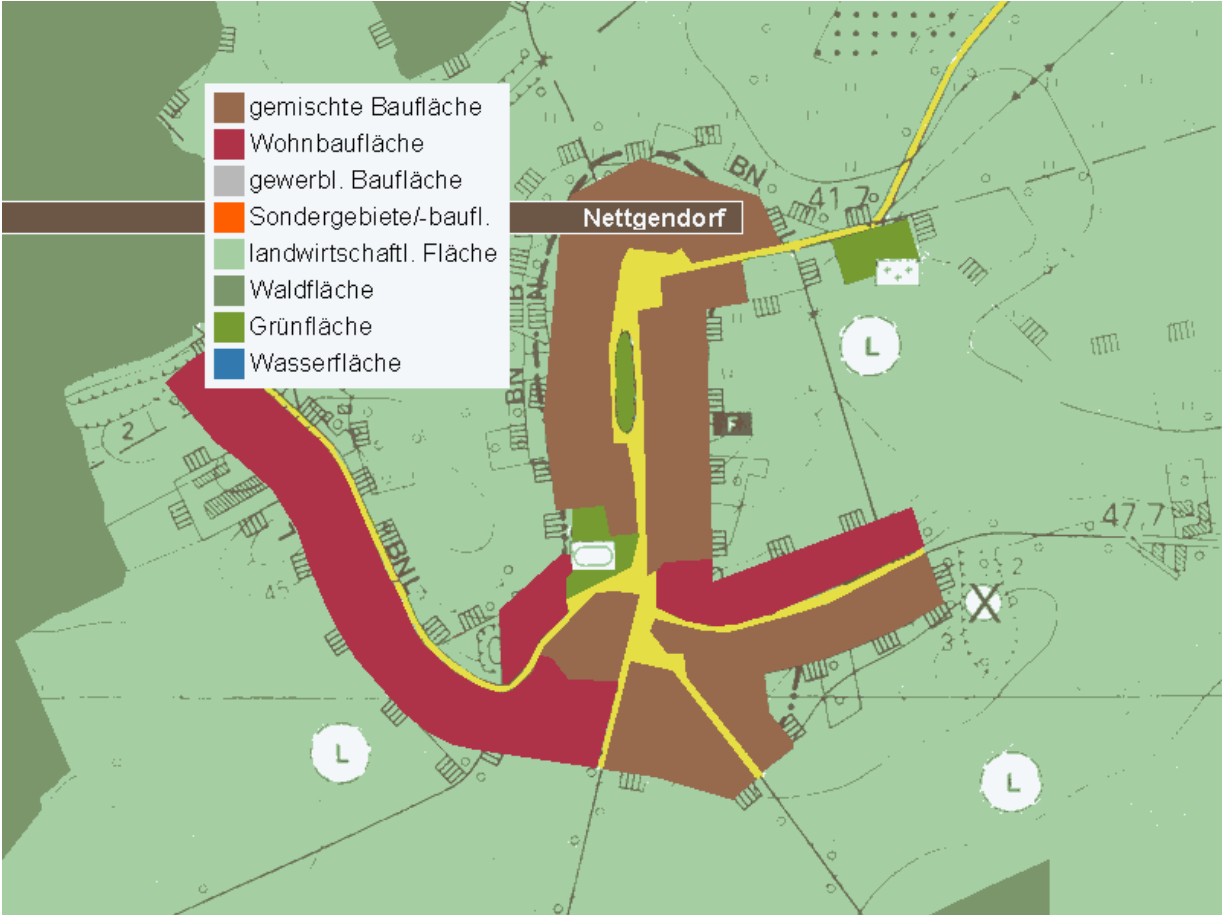 gemischte Baufläche
Wohnbaufläche
gewerbl. Baufläche
Sondergebiete/-baufl.
landwirtschaftl. Fläche
Waldfläche
Grünfläche
Wasserfläche
Nettgendorf
BN
41.7
BN
L
F
2
47.7
BN
2
3
L
L